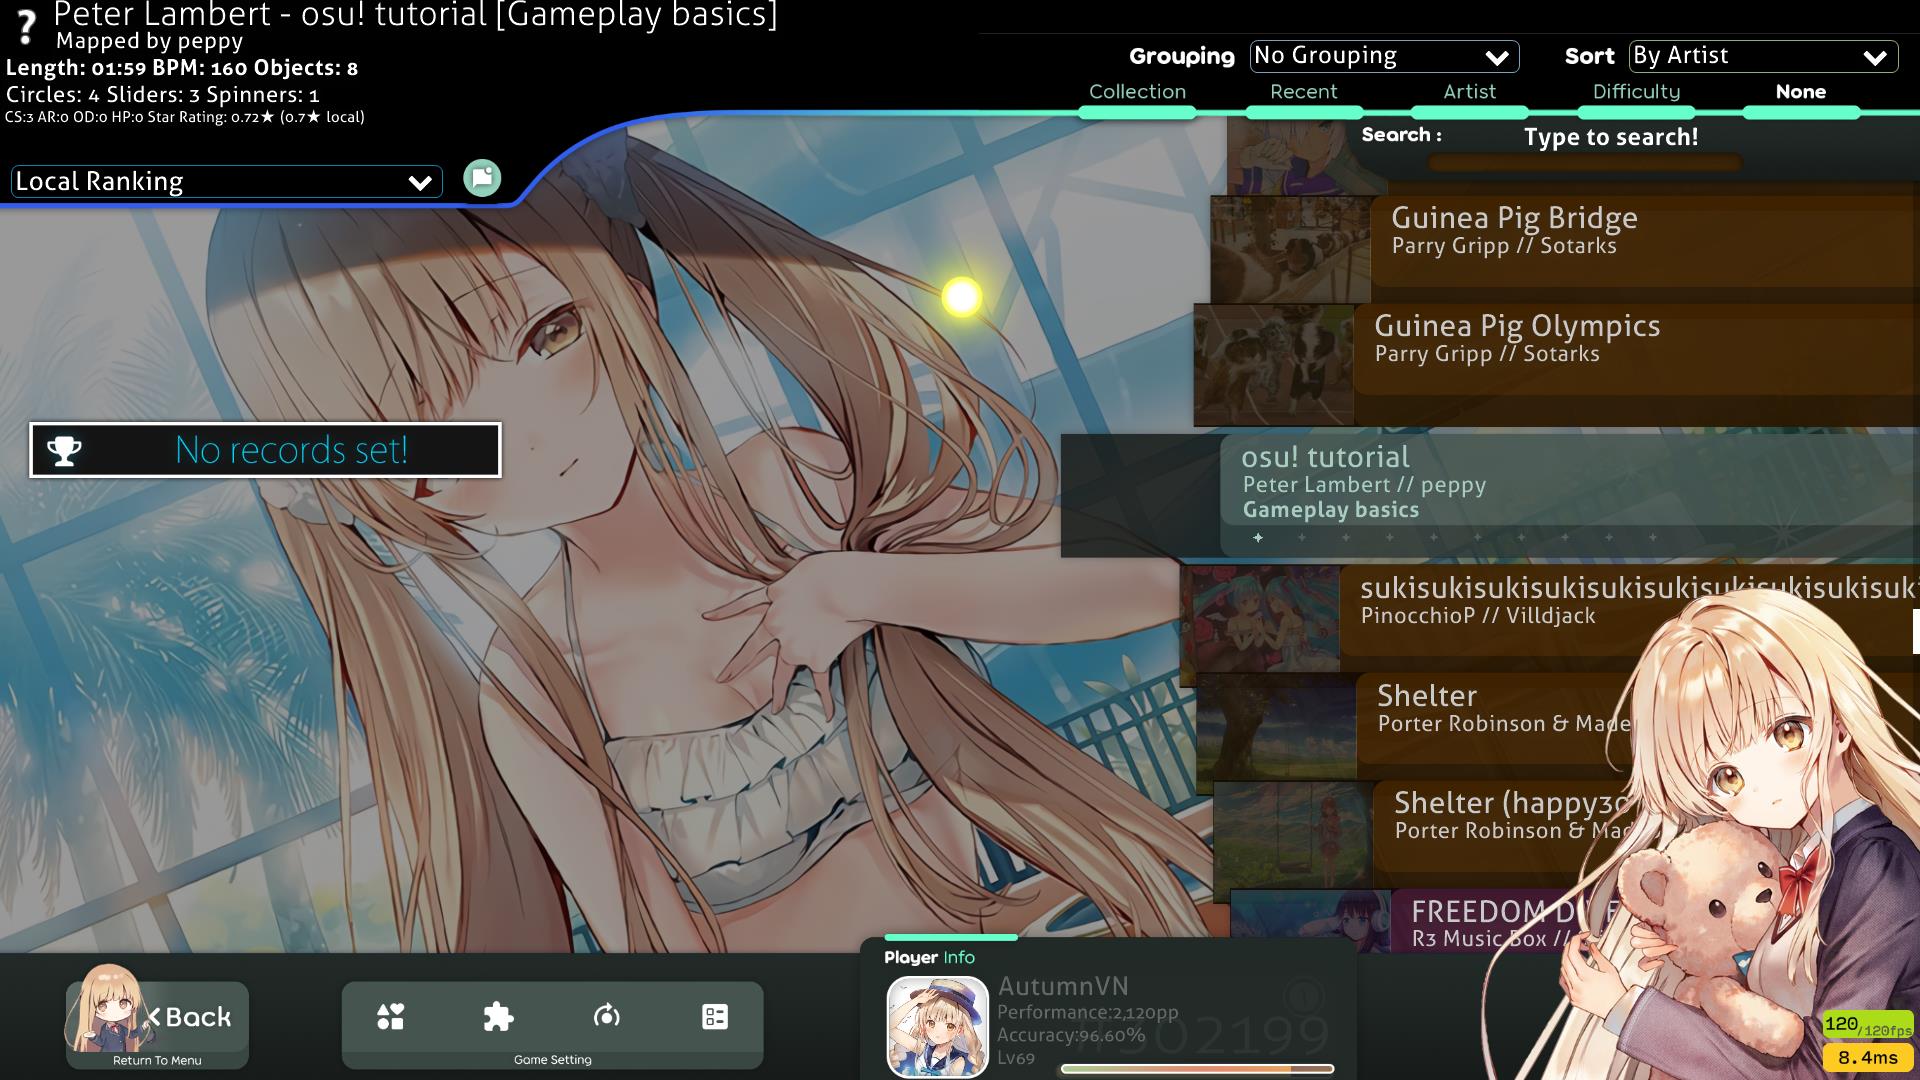 Peter Lambert - osu! tutorial [Gameplay basics]
Mapped by peppy
Length: 01:59 BPM: 160 Objects: 8
Circles: 4 Sliders: 3 Spinners: 1
CS:3 AR:0 OD:0 HP:0 Star Rating: 0.72★ (0.7★ local)
Grouping No Grouping Sort By Artist
Collection Recent Artist Difficulty None
Search : Type to search!
Local Ranking
No records set!
Guinea Pig Bridge
Parry Gripp // Sotarks
Guinea Pig Olympics
Parry Gripp // Sotarks
osu! tutorial
Peter Lambert // peppy
Gameplay basics
sukisukisukisukisukisukisukisukisuki
PinocchioP // Villdjack
Shelter
Porter Robinson & Made
Shelter (happy30
Porter Robinson & Mad
FREEDOM DIVE
R3 Music Box //
Back
Return To Menu
Game Setting
Player Info
AutumnVN
Performance:2,120pp
Accuracy:96.60%
Lv69
#302199
120/120fps
8.4ms